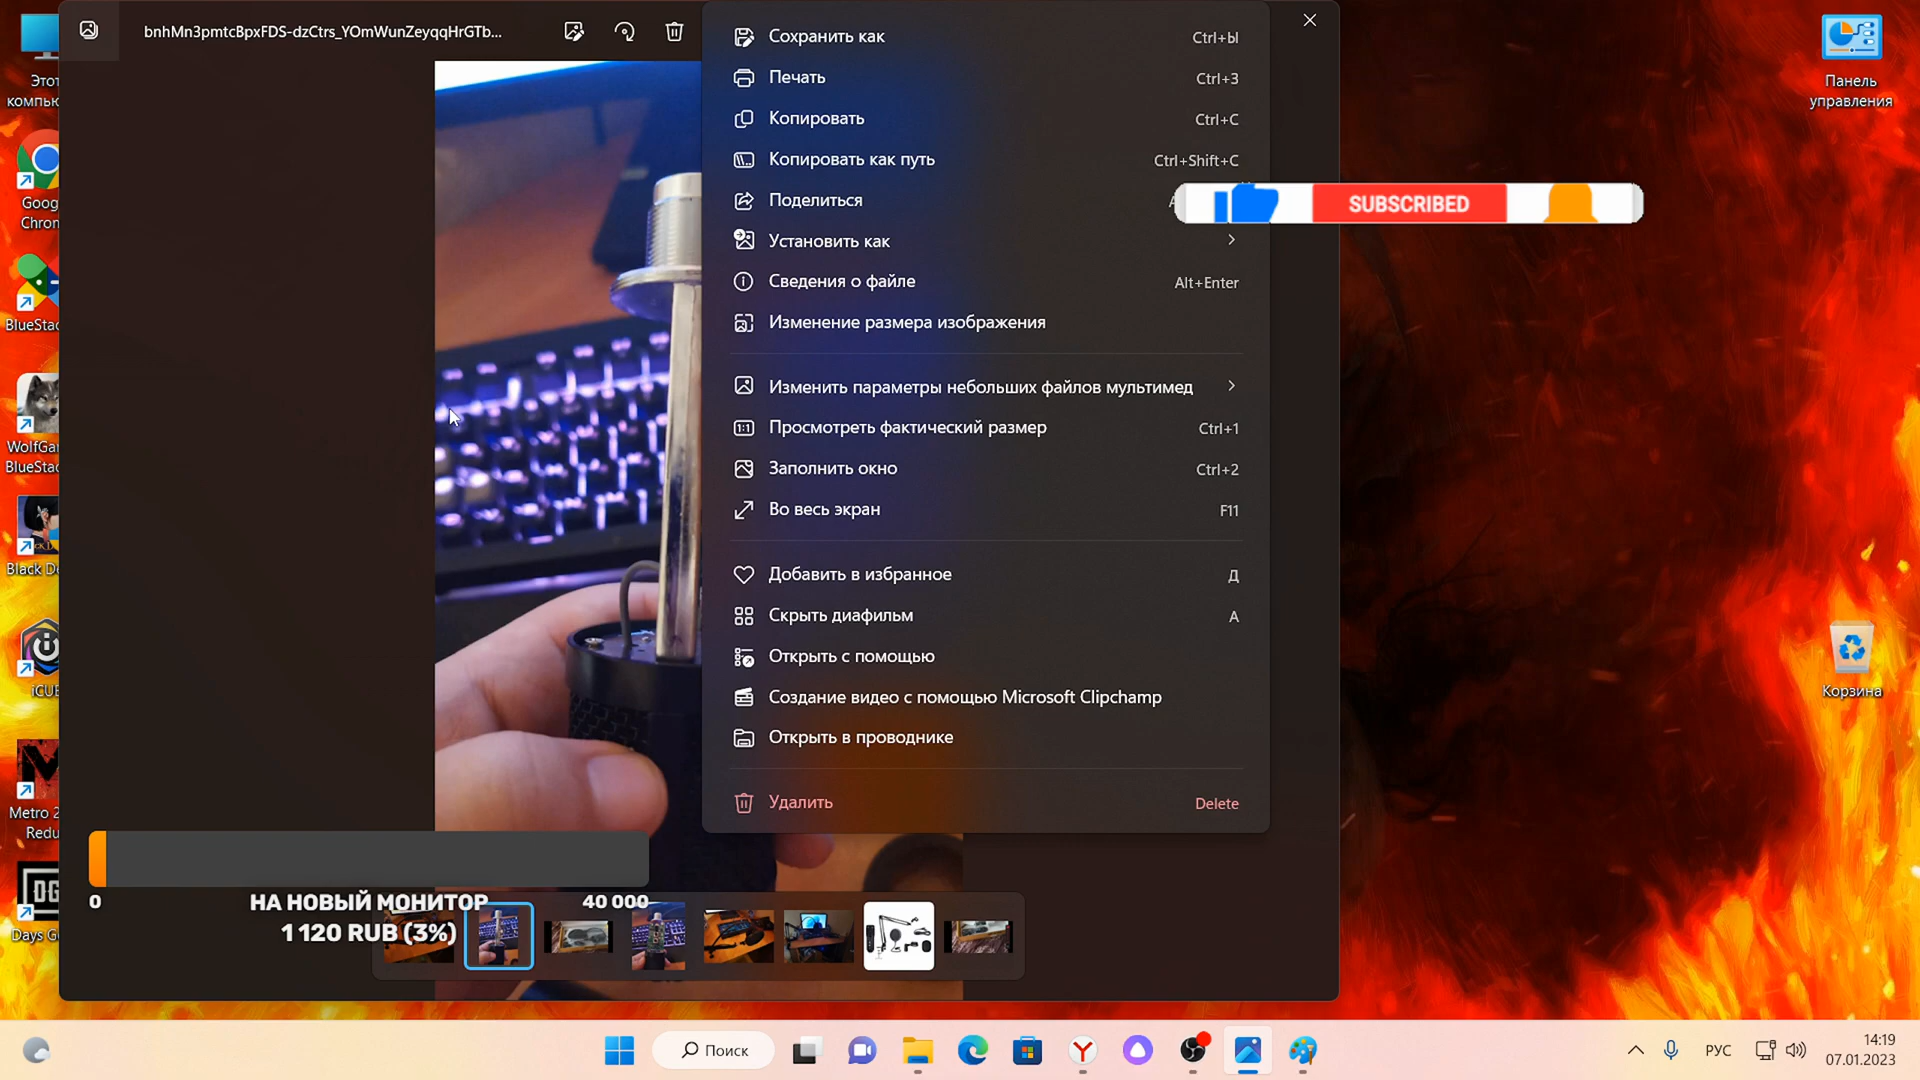 bnhMn3pmtcBpxFDS-dzCtrs_YOmWunZeyqqHrGTb...
Сохранить как Ctrl+Ы
Печать Ctrl+З
Копировать Ctrl+C
Копировать как путь Ctrl+Shift+C
Поделиться
Установить как
Сведения о файле Alt+Enter
Изменение размера изображения
Изменить параметры небольших файлов мультимед
Просмотреть фактический размер Ctrl+1
Заполнить окно Ctrl+2
Во весь экран F11
Добавить в избранное Д
Скрыть диафильм А
Открыть с помощью
Создание видео с помощью Microsoft Clipchamp
Открыть в проводнике
Удалить Delete
SUBSCRIBED
Панель
управления
Корзина
Этот
компью
Goog
Chron
BlueStac
WolfGa
BlueStac
Black De
iCUE
Metro 2
Redu
Days Go
0 НА НОВЫЙ МОНИТОР 40 000
1 120 RUB (3%)
Поиск
РУС
14:19
07.01.2023